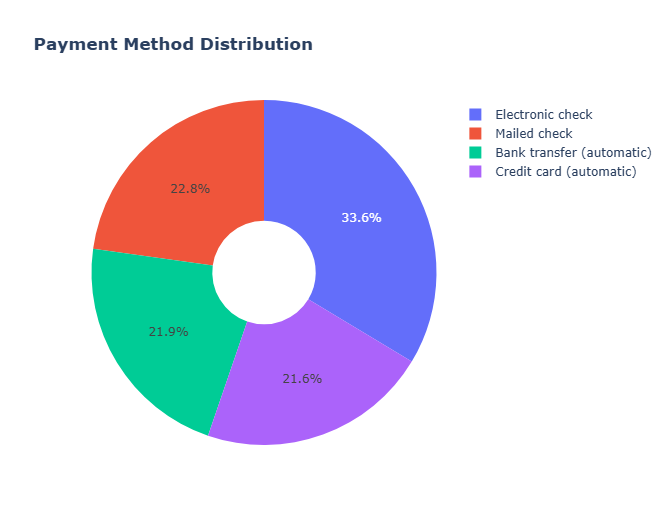 Payment Method Distribution
Electronic check
Mailed check
Bank transfer (automatic)
Credit card (automatic)
22.8%
33.6%
21.9%
21.6%